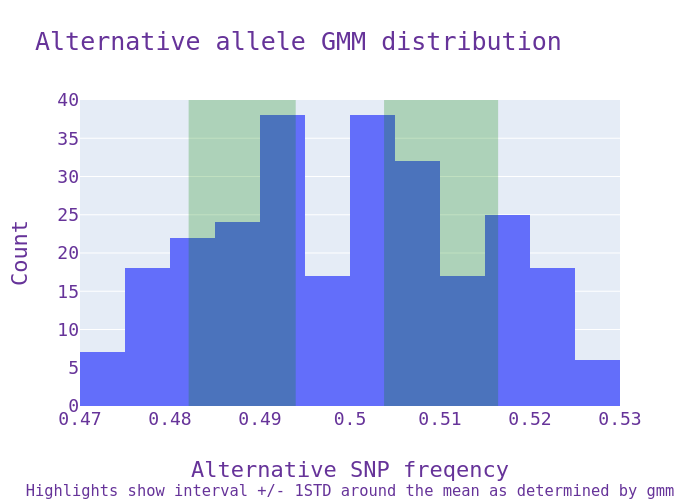 Alternative allele GMM distribution
40
35
30
25
20
15
10
5
0
Count
0.47 0.48 0.49 0.5 0.51 0.52 0.53
Alternative SNP freqency
Highlights show interval +/- 1STD around the mean as determined by gmm